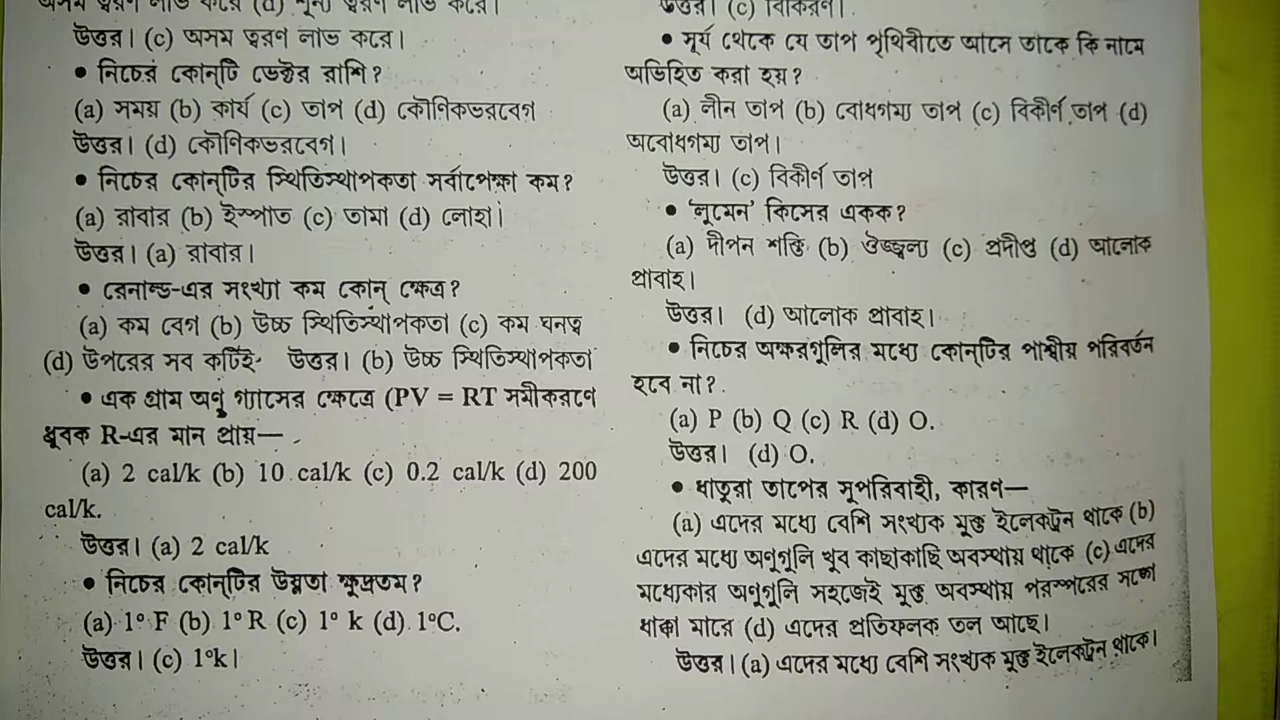 অসম ত্বরণ লাভ করে (d) শূন্য ত্বরণ লাভ করে।
উত্তর। (c) অসম ত্বরণ লাভ করে।
• নিচের কোন্‌টি ভেক্টর রাশি?
(a) সময় (b) কার্য (c) তাপ (d) কৌণিকভরবেগ
উত্তর। (d) কৌণিকভরবেগ।
• নিচের কোন্‌টির স্থিতিস্থাপকতা সর্বাপেক্ষা কম?
(a) রাবার (b) ইস্পাত (c) তামা (d) লোহা।
উত্তর। (a) রাবার।
• রেনাল্ড-এর সংখ্যা কম কোন্ ক্ষেত্র?
(a) কম বেগ (b) উচ্চ স্থিতিস্থাপকতা (c) কম ঘনত্ব
(d) উপরের সব কটিই· উত্তর। (b) উচ্চ স্থিতিস্থাপকতা
• এক গ্রাম অণু গ্যাসের ক্ষেত্রে (PV = RT সমীকরণে
ধ্রুবক R-এর মান প্রায়—
(a) 2 cal/k (b) 10 cal/k (c) 0.2 cal/k (d) 200
cal/k.
উত্তর। (a) 2 cal/k
• নিচের কোন্‌টির উষ্ণতা ক্ষুদ্রতম?
(a) 1° F (b) 1° R (c) 1° k (d) 1°C.
উত্তর। (c) 1°k।
উত্তর। (c) বিকিরণ।
• সূর্য থেকে যে তাপ পৃথিবীতে আসে তাকে কি নামে
অভিহিত করা হয়?
(a) লীন তাপ (b) বোধগম্য তাপ (c) বিকীর্ণ তাপ (d)
অবোধগম্য তাপ।
উত্তর। (c) বিকীর্ণ তাপ
• 'লুমেন' কিসের একক?
(a) দীপন শক্তি (b) ঔজ্জ্বল্য (c) প্রদীপ্ত (d) আলোক
প্রাবাহ।
উত্তর। (d) আলোক প্রাবাহ।
• নিচের অক্ষরগুলির মধ্যে কোন্‌টির পার্শ্বীয় পরিবর্তন
হবে না?
(a) P (b) Q (c) R (d) O.
উত্তর। (d) O.
• ধাতুরা তাপের সুপরিবাহী, কারণ—
(a) এদের মধ্যে বেশি সংখ্যক মুক্ত ইলেকট্রন থাকে (b)
এদের মধ্যে অণুগুলি খুব কাছাকাছি অবস্থায় থাকে (c) এদের
মধ্যেকার অণুগুলি সহজেই মুক্ত অবস্থায় পরস্পরের সঙ্গে
ধাক্কা মারে (d) এদের প্রতিফলক তল আছে।
উত্তর। (a) এদের মধ্যে বেশি সংখ্যক মুক্ত ইলেকট্রন থাকে।